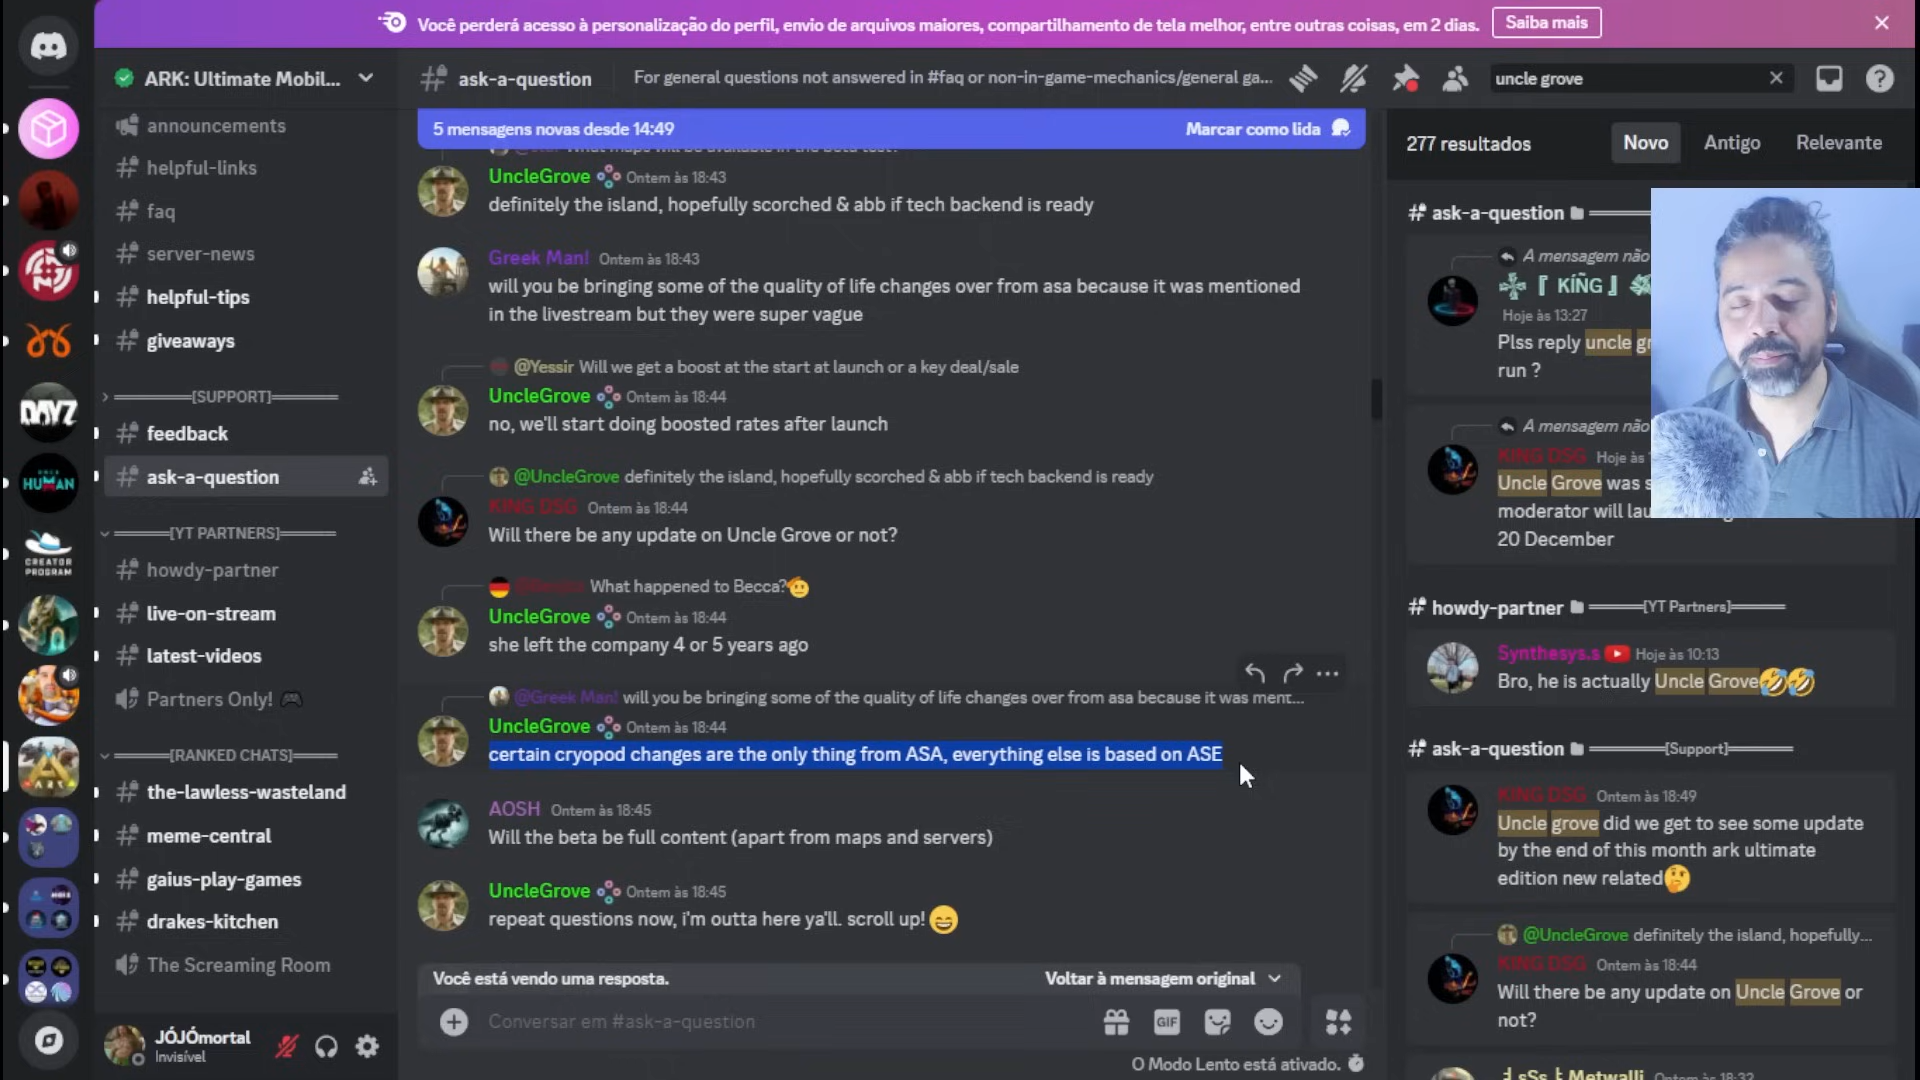 Você perderá acesso à personalização do perfil, envio de arquivos maiores, compartilhamento de tela melhor, entre outras coisas, em 2 dias.
Saiba mais
ARK: Ultimate Mobil...
ask-a-question
For general questions not answered in #faq or non-in-game-mechanics/general ga...
uncle grove
announcements
helpful-links
faq
server-news
helpful-tips
giveaways
[SUPPORT]
feedback
ask-a-question
[YT PARTNERS]
howdy-partner
live-on-stream
latest-videos
Partners Only! 🎮
[RANKED CHATS]
the-lawless-wasteland
meme-central
gaius-play-games
drakes-kitchen
The Screaming Room
DAYZ
HUMAN
CREATOR
PROGRAM
JÓJÓmortal
Invisível
5 mensagens novas desde 14:49
Marcar como lida
UncleGrove Ontem às 18:43
definitely the island, hopefully scorched & abb if tech backend is ready
Greek Man! Ontem às 18:43
will you be bringing some of the quality of life changes over from asa because it was mentioned
in the livestream but they were super vague
@Yessir Will we get a boost at the start at launch or a key deal/sale
UncleGrove Ontem às 18:44
no, we'll start doing boosted rates after launch
@UncleGrove definitely the island, hopefully scorched & abb if tech backend is ready
KING DSG Ontem às 18:44
Will there be any update on Uncle Grove or not?
What happened to Becca?🫡
UncleGrove Ontem às 18:44
she left the company 4 or 5 years ago
@Greek Man! will you be bringing some of the quality of life changes over from asa because it was ment...
UncleGrove Ontem às 18:44
certain cryopod changes are the only thing from ASA, everything else is based on ASE
AOSH Ontem às 18:45
Will the beta be full content (apart from maps and servers)
UncleGrove Ontem às 18:45
repeat questions now, i'm outta here ya'll. scroll up! 😄
Você está vendo uma resposta.
Voltar à mensagem original
Conversar em #ask-a-question
GIF
O Modo Lento está ativado.
277 resultados
Novo
Antigo
Relevante
ask-a-question
A mensagem não
『 KÍÑG 』
Hoje às 13:27
Plss reply uncle gr
run ?
A mensagem não
KING DSG Hoje às
Uncle Grove was s
moderator will lau
20 December
howdy-partner [YT Partners]
Synthesys.s Hoje às 10:13
Bro, he is actually Uncle Grove🤣🤣
ask-a-question [Support]
KING DSG Ontem às 18:49
Uncle grove did we get to see some update
by the end of this month ark ultimate
edition new related🤔
@UncleGrove definitely the island, hopefully...
KING DSG Ontem às 18:44
Will there be any update on Uncle Grove or
not?
Metwalli Ontem às 18:32